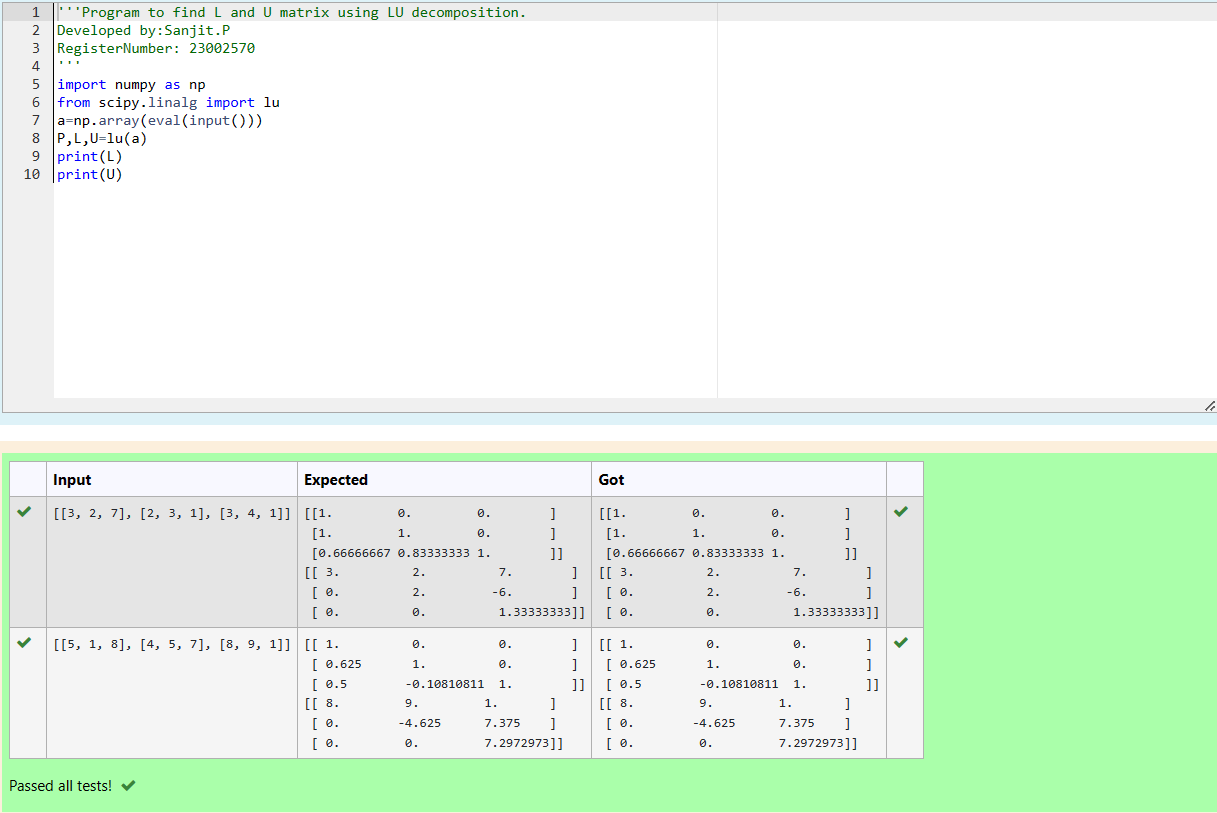 1 '''Program to find L and U matrix using LU decomposition.
2 Developed by:Sanjit.P
3 RegisterNumber: 23002570
4 '''
5 import numpy as np
6 from scipy.linalg import lu
7 a=np.array(eval(input()))
8 P,L,U=lu(a)
9 print(L)
10 print(U)
Input Expected Got
[[3, 2, 7], [2, 3, 1], [3, 4, 1]] [[1. 0. 0. ] [[1. 0. 0. ]
[1. 1. 0. ] [1. 1. 0. ]
[0.66666667 0.83333333 1. ]] [0.66666667 0.83333333 1. ]]
[[ 3. 2. 7. ] [[ 3. 2. 7. ]
[ 0. 2. -6. ] [ 0. 2. -6. ]
[ 0. 0. 1.33333333]] [ 0. 0. 1.33333333]]
[[5, 1, 8], [4, 5, 7], [8, 9, 1]] [[ 1. 0. 0. ] [[ 1. 0. 0. ]
[ 0.625 1. 0. ] [ 0.625 1. 0. ]
[ 0.5 -0.10810811 1. ]] [ 0.5 -0.10810811 1. ]]
[[ 8. 9. 1. ] [[ 8. 9. 1. ]
[ 0. -4.625 7.375 ] [ 0. -4.625 7.375 ]
[ 0. 0. 7.2972973]] [ 0. 0. 7.2972973]]
Passed all tests!